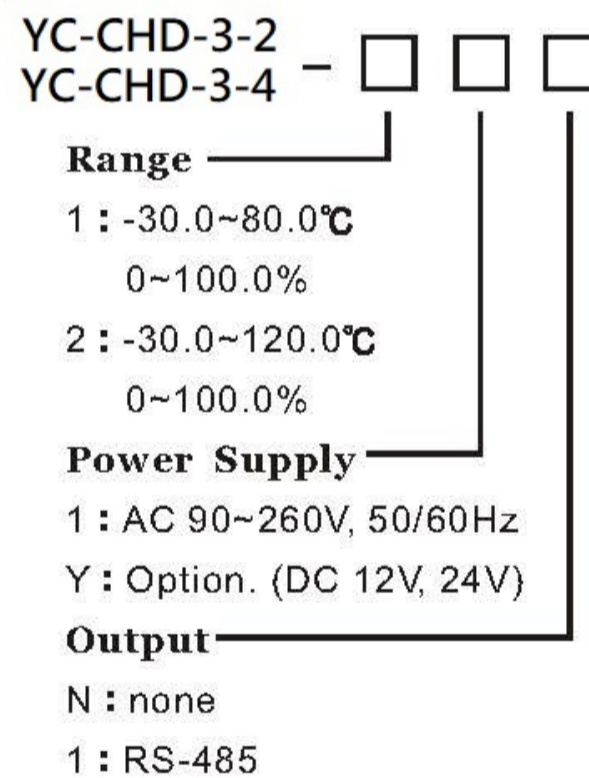 YC-CHD-3-2
YC-CHD-3-4 - □ □ □
Range
1 : -30.0~80.0℃
0~100.0%
2 : -30.0~120.0℃
0~100.0%
Power Supply
1 : AC 90~260V, 50/60Hz
Y : Option. (DC 12V, 24V)
Output
N : none
1 : RS-485